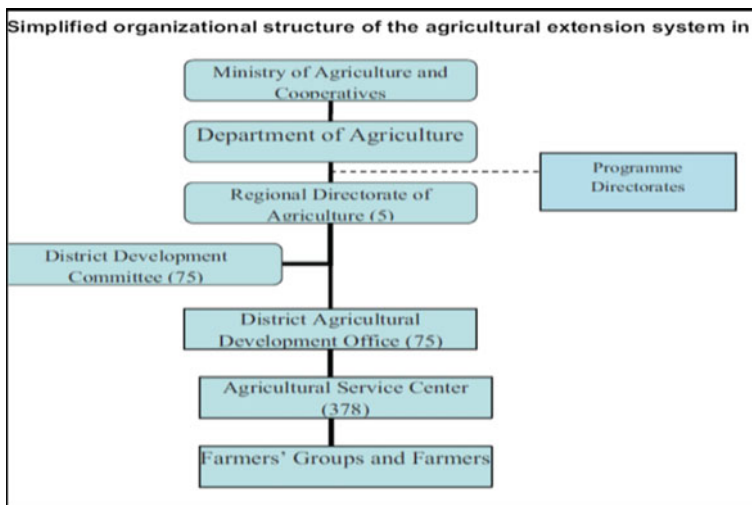 Simplified organizational structure of the agricultural extension system in
Ministry of Agriculture and
Cooperatives
Department of Agriculture
Programme
Directorates
Regional Directorate of
Agriculture (5)
District Development
Committee (75)
District Agricultural
Development Office (75)
Agricultural Service Center
(378)
Farmers’ Groups and Farmers